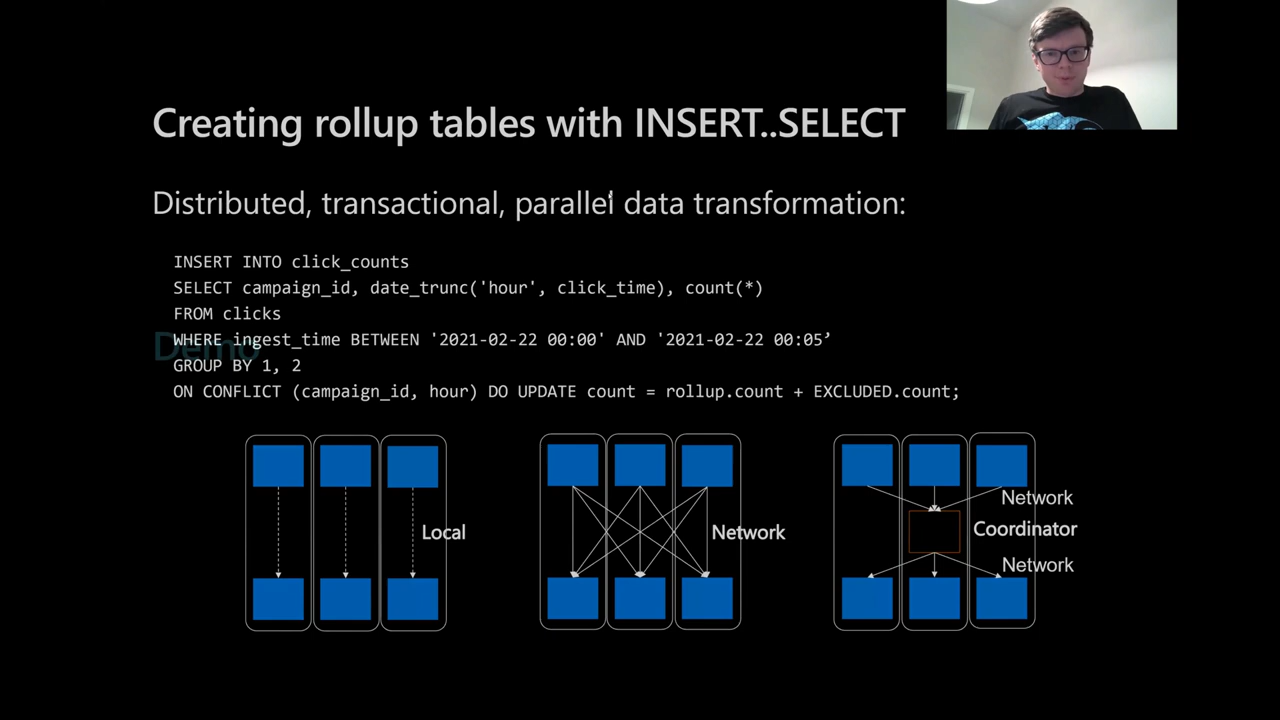 Creating rollup tables with INSERT..SELECT
Distributed, transactional, parallel data transformation:
INSERT INTO click_counts
SELECT campaign_id, date_trunc('hour', click_time), count(*)
FROM clicks
WHERE ingest_time BETWEEN '2021-02-22 00:00' AND '2021-02-22 00:05’
GROUP BY 1, 2
ON CONFLICT (campaign_id, hour) DO UPDATE count = rollup.count + EXCLUDED.count;
Demo
Local
Network
Network
Coordinator
Network